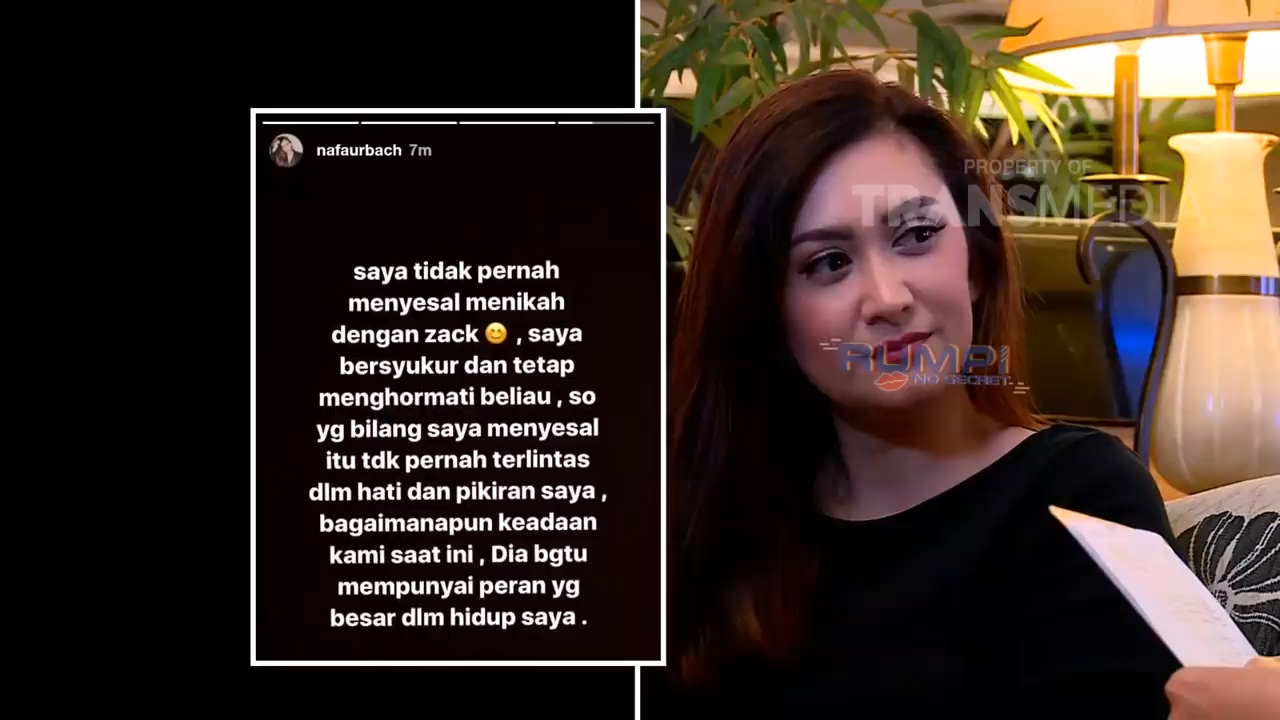 nafaurbach 7m
saya tidak pernah
menyesal menikah
dengan zack 😊 , saya
bersyukur dan tetap
menghormati beliau , so
yg bilang saya menyesal
itu tdk pernah terlintas
dlm hati dan pikiran saya ,
bagaimanapun keadaan
kami saat ini , Dia bgtu
mempunyai peran yg
besar dlm hidup saya .
PROPERTY OF
TRANSMEDIA
RUMPI
NO SECRET